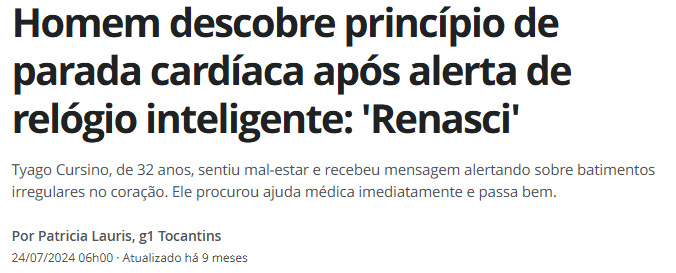 Homem descobre princípio de
parada cardíaca após alerta de
relógio inteligente: 'Renasci'
Tyago Cursino, de 32 anos, sentiu mal-estar e recebeu mensagem alertando sobre batimentos
irregulares no coração. Ele procurou ajuda médica imediatamente e passa bem.
Por Patricia Lauris, g1 Tocantins
24/07/2024 06h00 · Atualizado há 9 meses